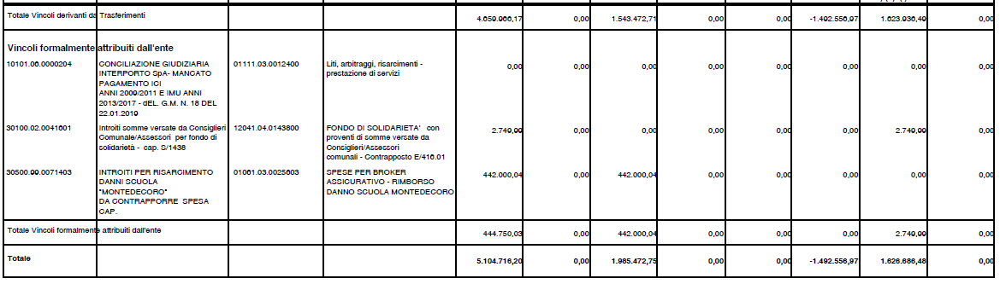 Totale Vincoli derivanti da Trasferimenti 4.659.966,17 0,00 1.543.472,71 0,00 0,00 -1.492.556,97 1.623.936,49 0,00
Vincoli formalmente attribuiti dall'ente
10101.06.0000204 CONCILIAZIONE GIUDIZIARIA 01111.03.0012400 Liti, arbitraggi, risarcimenti - 0,00 0,00 0,00 0,00 0,00 0,00 0,00 0,00
INTERPORTO SpA- MANCATO prestazione di servizi
PAGAMENTO ICI
ANNI 2009/2011 E IMU ANNI
2013/2017 - dEL. G.M. N. 18 DEL
22.01.2019
30100.02.0041601 Introiti somme versate da Consiglieri 12041.04.0143800 FONDO DI SOLIDARIETA' con 2.749,99 0,00 0,00 0,00 0,00 0,00 2.749,99 0,00
Comunale/Assessori per fondo di proventi di somme versate da
solidarietà - cap. S/1438 Consiglieri/Assessori
comunali - Contrapposto E/416.01
30500.99.0071403 INTROITI PER RISARCIMENTO 01061.03.0025603 SPESE PER BROKER 442.000,04 0,00 442.000,04 0,00 0,00 0,00 0,00 0,00
DANNI SCUOLA ASSICURATIVO - RIMBORSO
"MONTEDECORO" DANNO SCUOLA MONTEDECORO
DA CONTRAPPORRE SPESA
CAP.
Totale Vincoli formalmente attribuiti dall'ente 444.750,03 0,00 442.000,04 0,00 0,00 0,00 2.749,99 0,00
Totale 5.104.716,20 0,00 1.985.472,75 0,00 0,00 -1.492.556,97 1.626.686,48 0,00